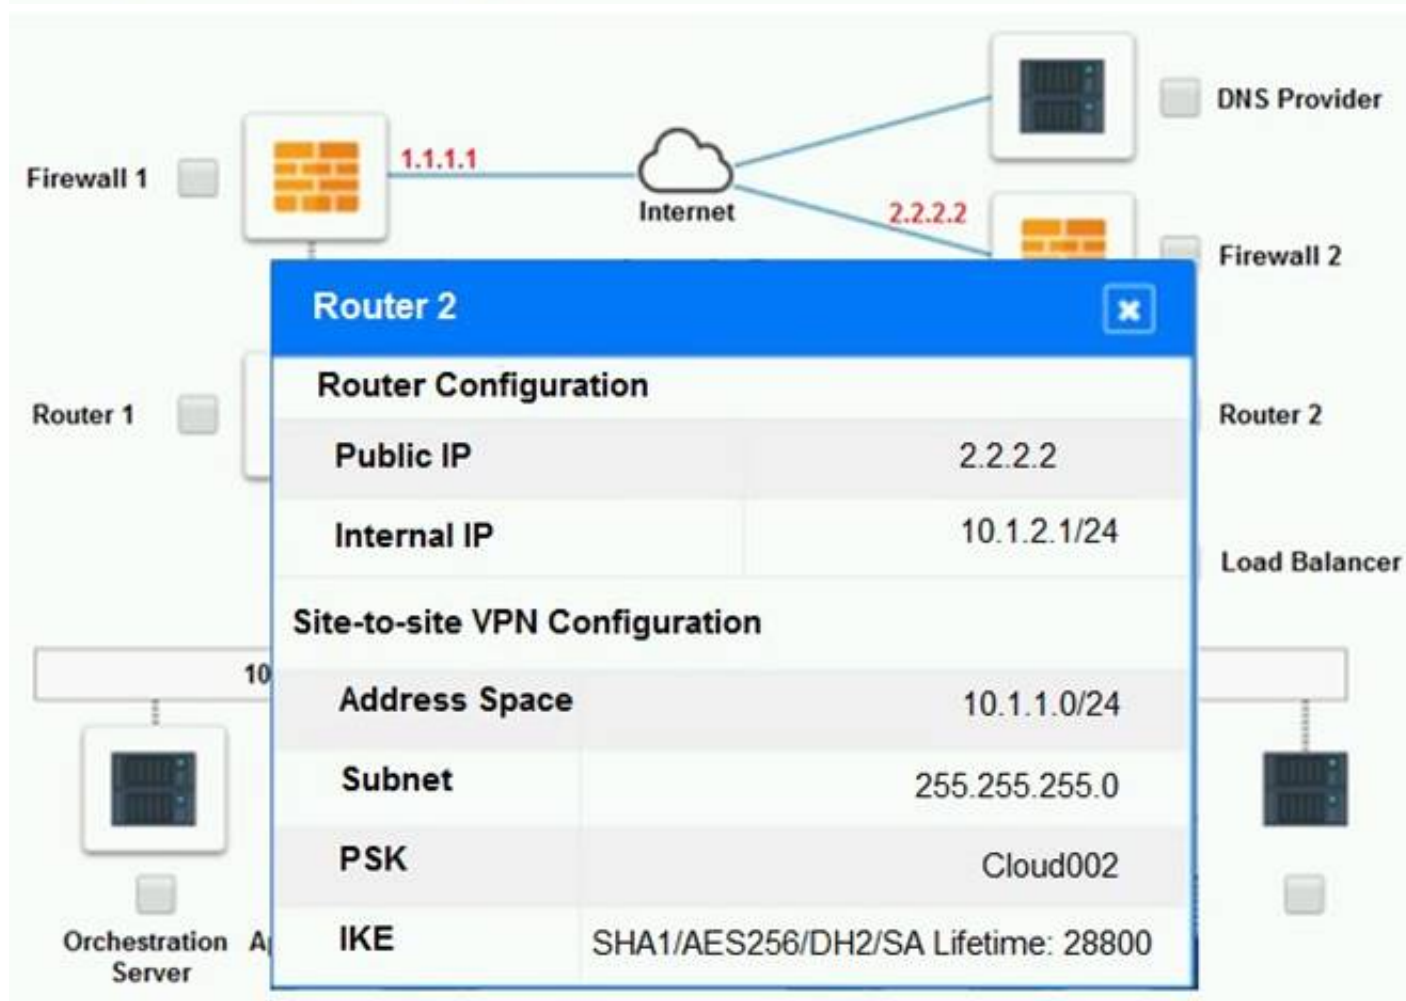 DNS Provider
Firewall 1
1.1.1.1
Internet
2.2.2.2
Firewall 2
Router 2
Router Configuration
Router 1
Router 2
Public IP 2.2.2.2
Internal IP 10.1.2.1/24
Load Balancer
Site-to-site VPN Configuration
10
Address Space 10.1.1.0/24
Subnet 255.255.255.0
PSK Cloud002
IKE SHA1/AES256/DH2/SA Lifetime: 28800
Orchestration
Server